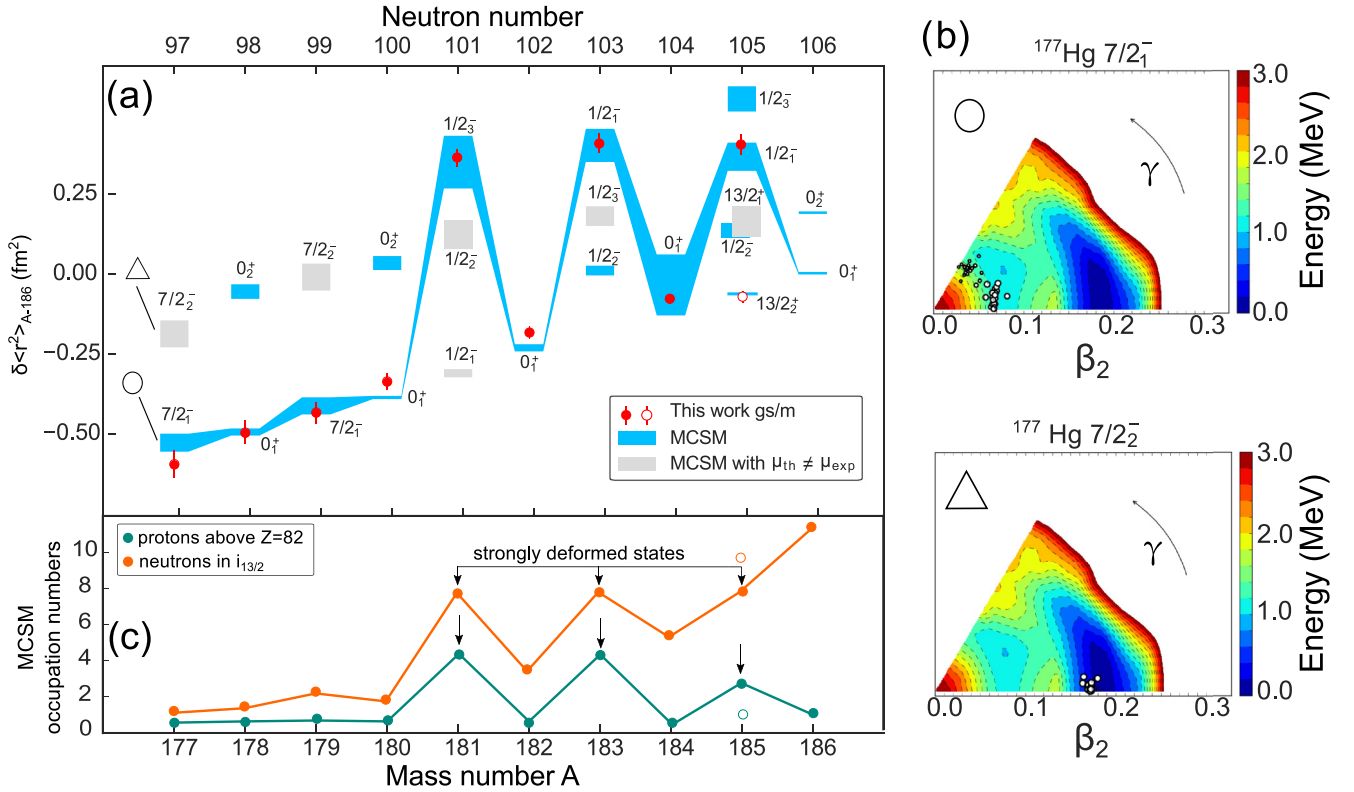 Neutron number
97 98 99 100 101 102 103 104 105 106
(a)
δ<r²>A-186 (fm²)
0.25
0.00
−0.25
−0.50
7/2₂⁻
7/2₁⁻
0₂⁺
0₁⁺
7/2₂⁻
7/2₁⁻
0₂⁺
0₁⁺
1/2₃⁻
1/2₂⁻
1/2₁⁻
0₁⁺
1/2₁⁻
1/2₃⁻
1/2₂⁻
0₁⁺
1/2₃⁻
1/2₁⁻
13/2₁⁺
1/2₂⁻
13/2₂⁺
0₂⁺
0₁⁺
This work gs/m
MCSM
MCSM with μth ≠ μexp
(c)
MCSM
occupation numbers
10
8
6
4
2
0
protons above Z=82
neutrons in i13/2
strongly deformed states
177 178 179 180 181 182 183 184 185 186
Mass number A
(b)
¹⁷⁷Hg 7/2₁⁻
γ
0.0 0.1 0.2 0.3
β₂
3.0
2.0
1.0
0.0
Energy (MeV)
¹⁷⁷ Hg 7/2₂⁻
γ
0.0 0.1 0.2 0.3
β₂
3.0
2.0
1.0
0.0
Energy (MeV)